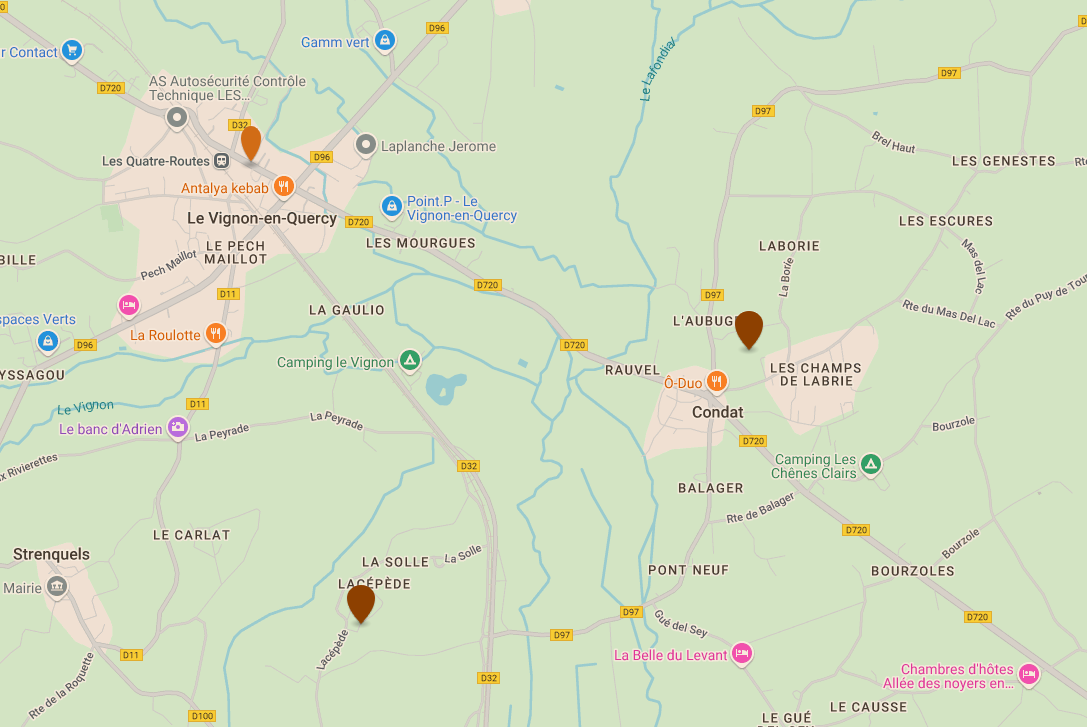 D96
Gamm vert
r Contact
D97
AS Autosécurité Contrôle
Technique LES...
D720
Le Lafondial
D97
D32
Brel Haut
Laplanche Jerome
D96
Les Quatre-Routes
LES GENESTES
Antalya kebab
Point.P - Le
Vignon-en-Quercy
Le Vignon-en-Quercy
D720
LES ESCURES
LES MOURGUES
LE PECH
MAILLOT
LABORIE
Pech Maillot
BILLE
Mas del Lac
La Borie
D720
D11
D97
Rte du Puy de Tour
LA GAULIO
Rte du Mas Del Lac
spaces Verts
L'AUBUG
La Roulotte
D96
D720
Camping le Vignon
RAUVEL
LES CHAMPS
DE LABRIE
YSSAGOU
Ô-Duo
Le Vignon
D11
Condat
La Peyrade
Bourzole
Le banc d'Adrien
La Peyrade
D720
x Rivierettes
D32
Camping Les
Chênes Clairs
BALAGER
Rte de Balager
LE CARLAT
D720
Bourzole
Strenquels
La Solle
LA SOLLE
PONT NEUF
BOURZOLES
LACÉPÈDE
Mairie
D97
D720
Gué del Sey
D97
Lacépède
D11
La Belle du Levant
Chambres d'hôtes
Allée des noyers en...
D32
Rte de la Roquette
LE CAUSSE
D100
LE GUÉ